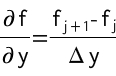 ∂f/∂y = (f_{j+1} - f_j)/Δy